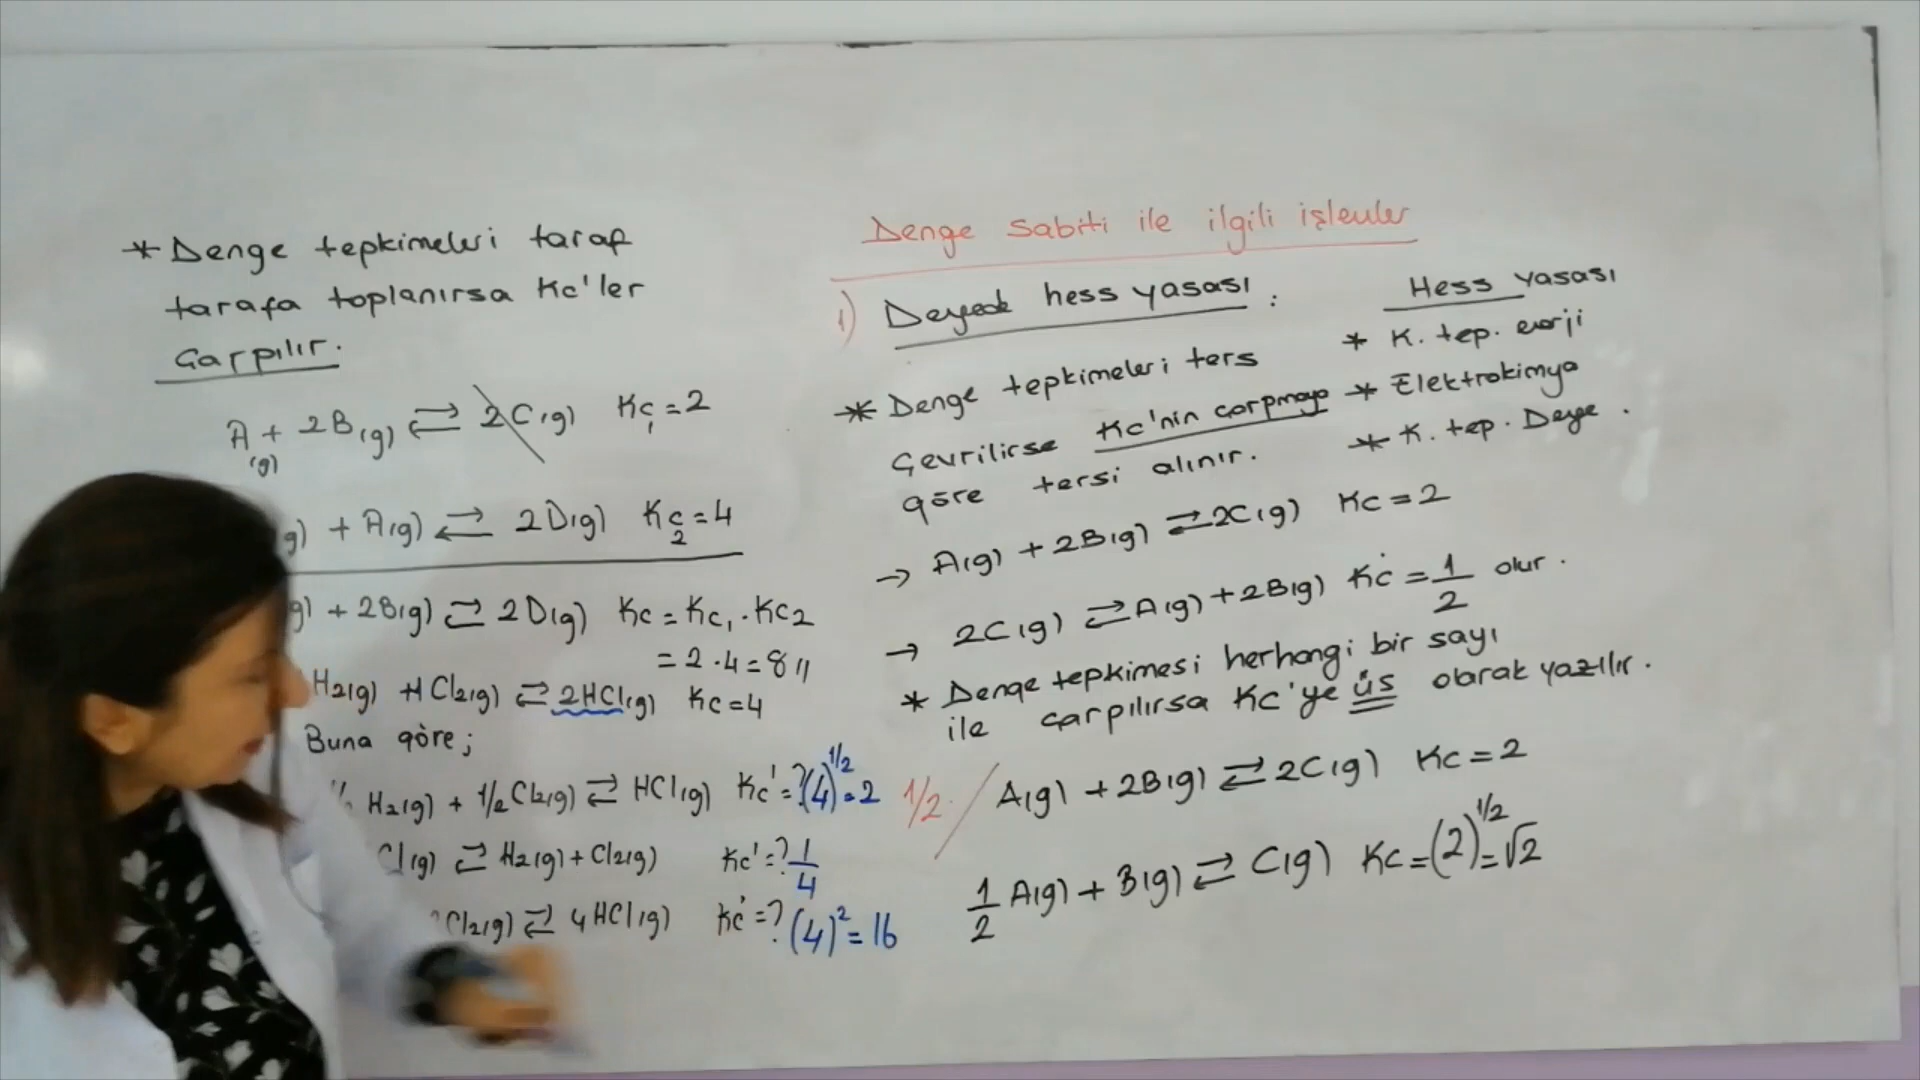 * Denge tepkimeleri taraf
tarafa toplanırsa Kc'ler
Çarpılır.
A(g) + 2B(g) ⇌ 2C(g) Kc1 = 2
g) + A(g) ⇌ 2D(g) Kc2 = 4
g) + 2B(g) ⇌ 2D(g) Kc = Kc1 . Kc2
= 2 . 4 = 8 //
H2(g) + Cl2(g) ⇌ 2HCl(g) Kc = 4
Buna göre;
½ H2(g) + 1/2 Cl2(g) ⇌ HCl(g) Kc' = ? (4)^1/2 = 2
Cl(g) ⇌ H2(g) + Cl2(g) Kc' = ? 1/4
Cl2(g) ⇌ 4HCl(g) Kc' = ? (4)^2 = 16
Denge sabiti ile ilgili işlemler
1) Dengede hess yasası :
* Denge tepkimeleri ters
Çevrilirse Kc'nin çarpmaya
göre tersi alınır.
Hess yasası
* K. tep. enerji
* Elektrokimya
* K. tep. Denge .
→ A(g) + 2B(g) ⇌ 2C(g) Kc = 2
→ 2C(g) ⇌ A(g) + 2B(g) Kc' = 1/2 olur .
* Denge tepkimesi herhangi bir sayı
ile çarpılırsa Kc'ye üs olarak yazılır .
1/2 / A(g) + 2B(g) ⇌ 2C(g) Kc = 2
1/2 A(g) + B(g) ⇌ C(g) Kc = (2)^1/2 = √2